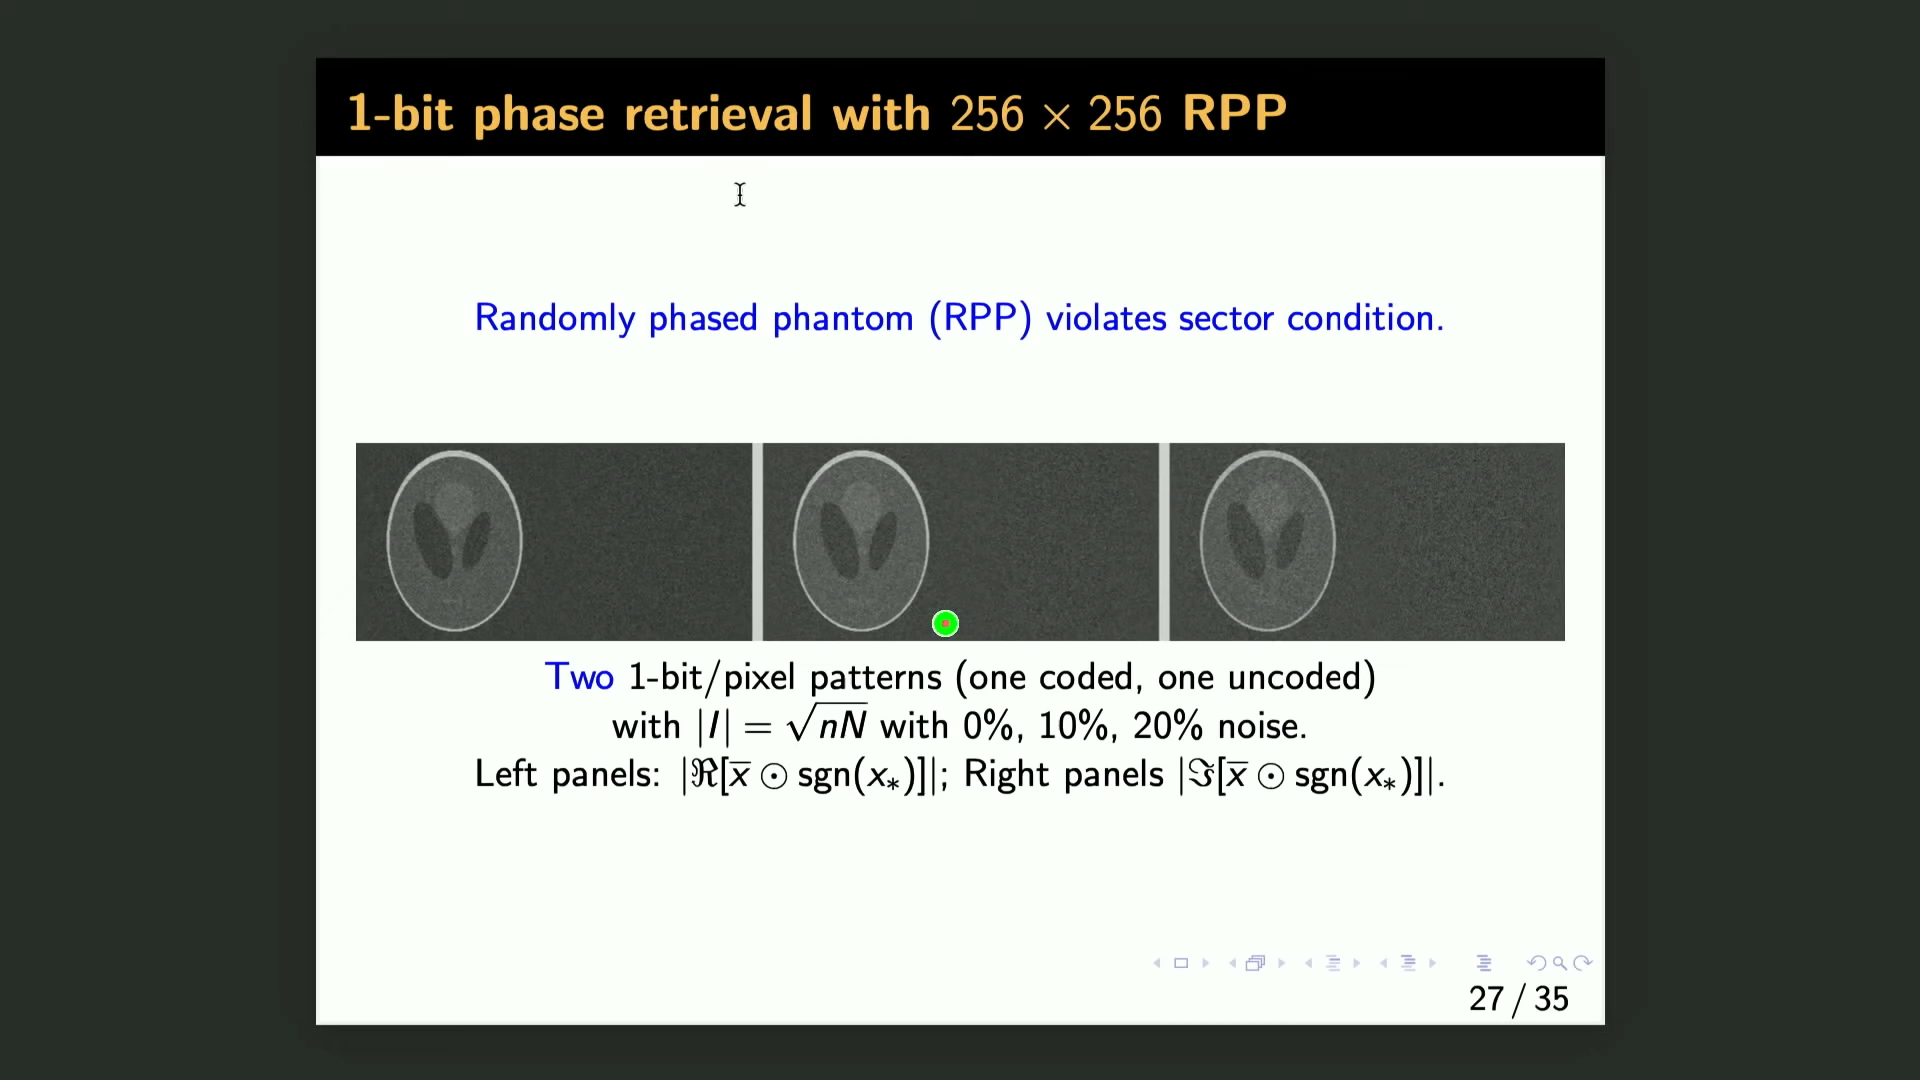 1-bit phase retrieval with 256 × 256 RPP
Randomly phased phantom (RPP) violates sector condition.
Two 1-bit/pixel patterns (one coded, one uncoded)
with |I| = √nN with 0%, 10%, 20% noise.
Left panels: |ℜ[x̅ ⊙ sgn(x∗)]|; Right panels |ℑ[x̅ ⊙ sgn(x∗)]|.
27 / 35